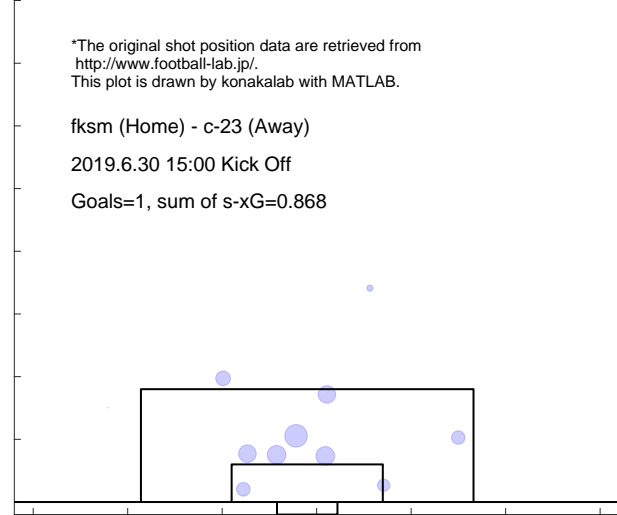 *The original shot position data are retrieved from
http://www.football-lab.jp/.
This plot is drawn by konakalab with MATLAB.
fksm (Home) - c-23 (Away)
2019.6.30 15:00 Kick Off
Goals=1, sum of s-xG=0.868